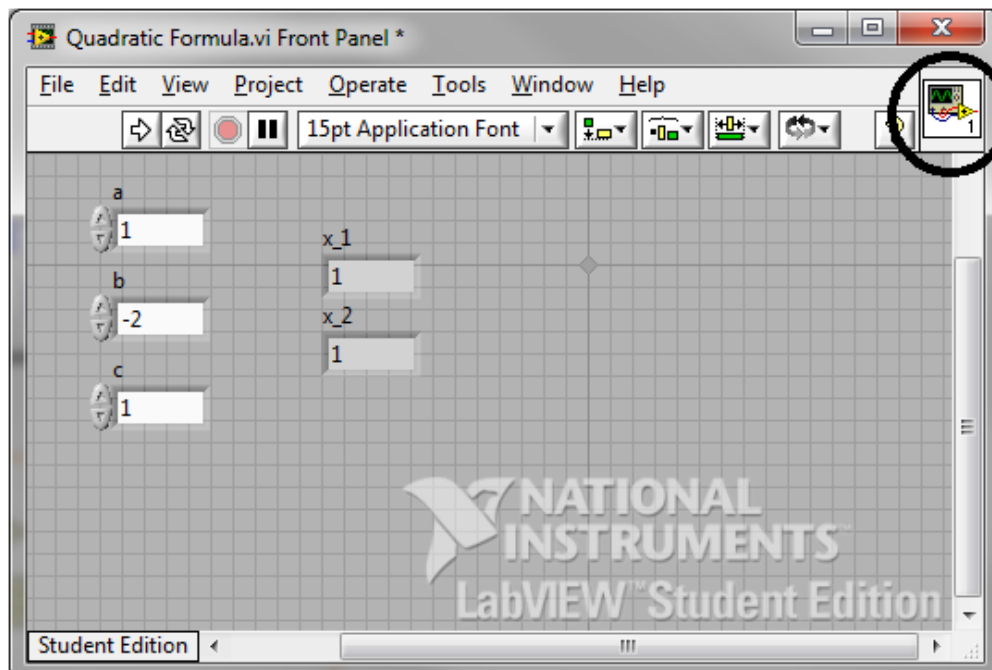 Quadratic Formula.vi Front Panel *
File Edit View Project Operate Tools Window Help
15pt Application Font
1
a
1
x_1
1
b
-2
x_2
1
c
1
NATIONAL
INSTRUMENTS™
LabVIEW™ Student Edition
Student Edition